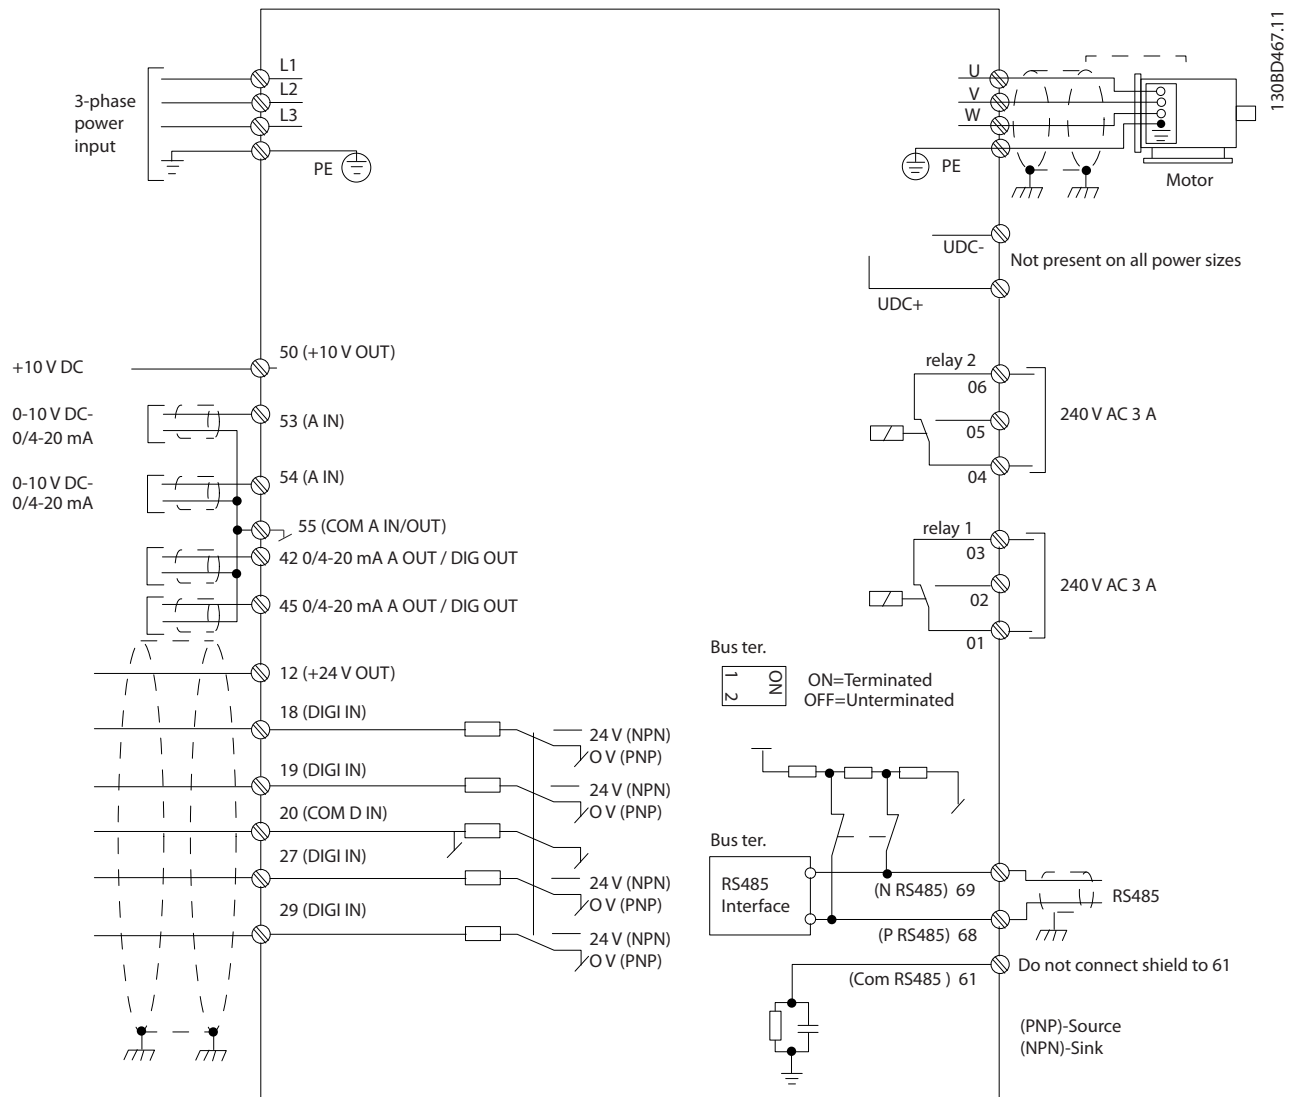 130BD467.11
3-phase
power
input
L1
L2
L3
PE
U
V
W
PE
Motor
UDC-
Not present on all power sizes
UDC+
+10 V DC
50 (+10 V OUT)
0-10 V DC-
0/4-20 mA
53 (A IN)
0-10 V DC-
0/4-20 mA
54 (A IN)
55 (COM A IN/OUT)
42 0/4-20 mA A OUT / DIG OUT
45 0/4-20 mA A OUT / DIG OUT
12 (+24 V OUT)
18 (DIGI IN)
24 V (NPN)
O V (PNP)
19 (DIGI IN)
24 V (NPN)
O V (PNP)
20 (COM D IN)
27 (DIGI IN)
24 V (NPN)
O V (PNP)
29 (DIGI IN)
24 V (NPN)
O V (PNP)
relay 2
06
05
04
240 V AC 3 A
relay 1
03
02
01
240 V AC 3 A
Bus ter.
1
2
ON
ON=Terminated
OFF=Unterminated
Bus ter.
RS485
Interface
(N RS485) 69
(P RS485) 68
RS485
(Com RS485 ) 61
Do not connect shield to 61
(PNP)-Source
(NPN)-Sink